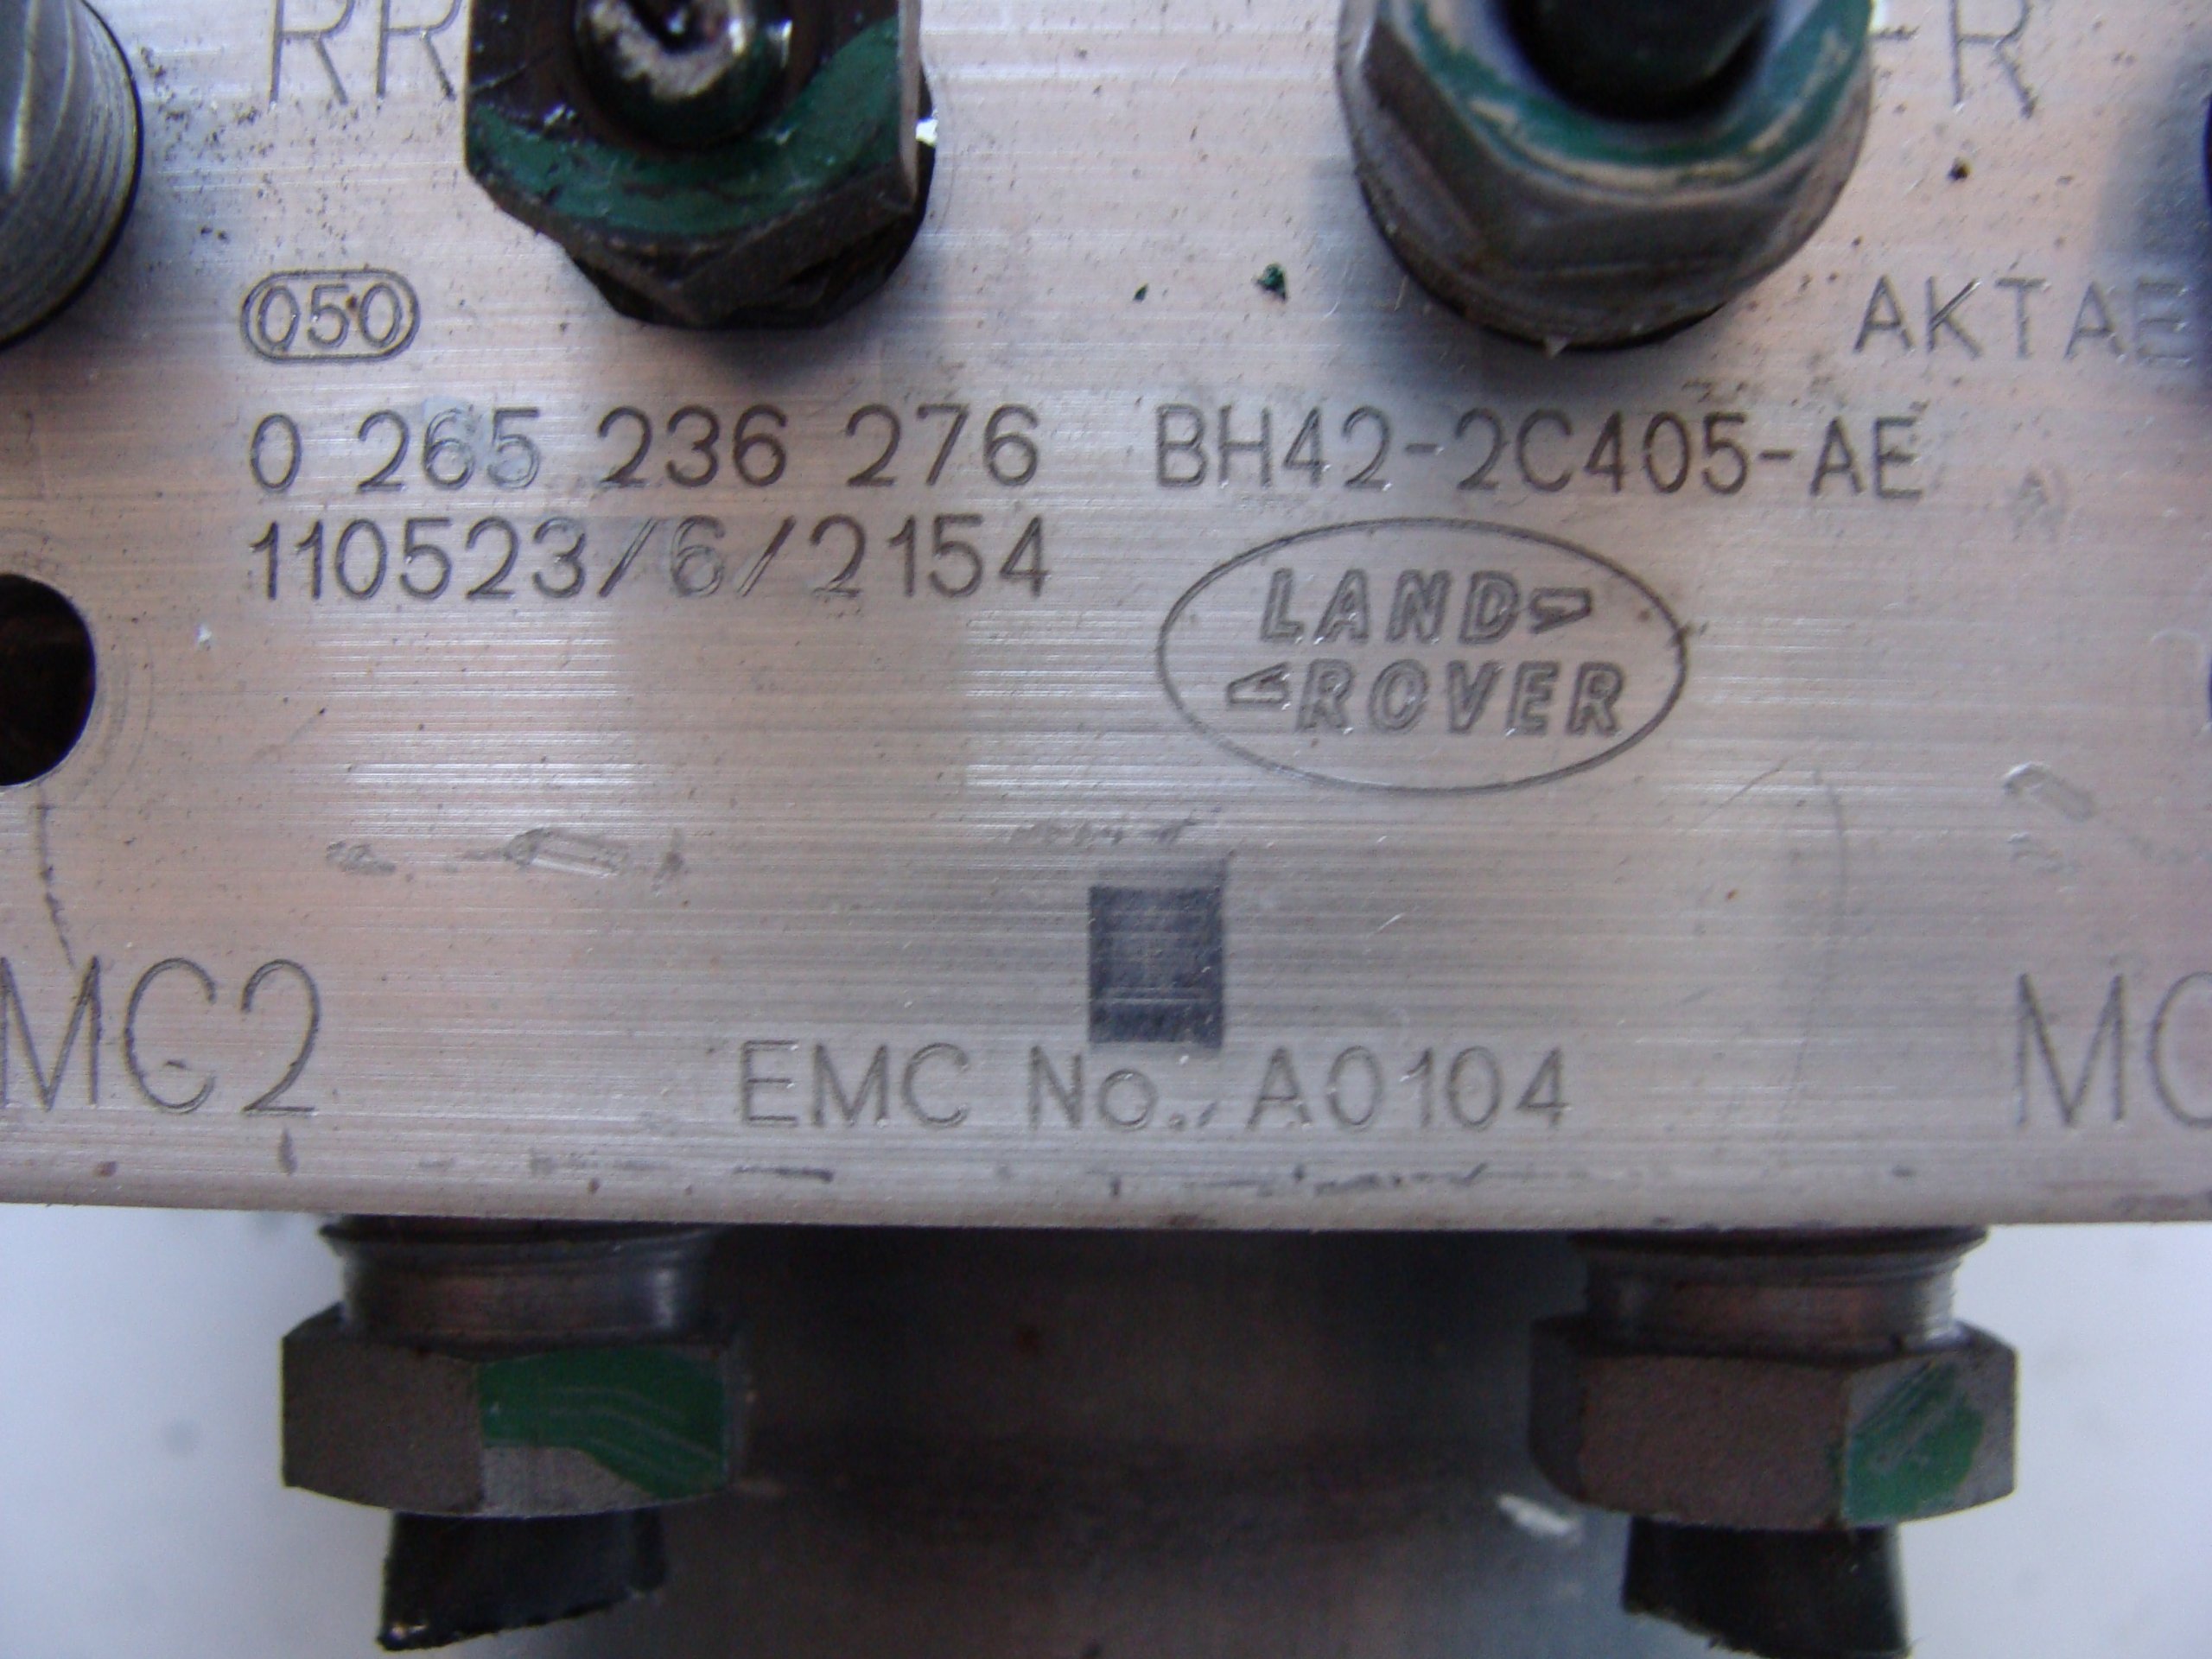 RR
050
AKTAE
0 265 236 276 BH42-2C405-AE
110523/6/2154
LAND
ROVER
MC2
EMC No. A0104